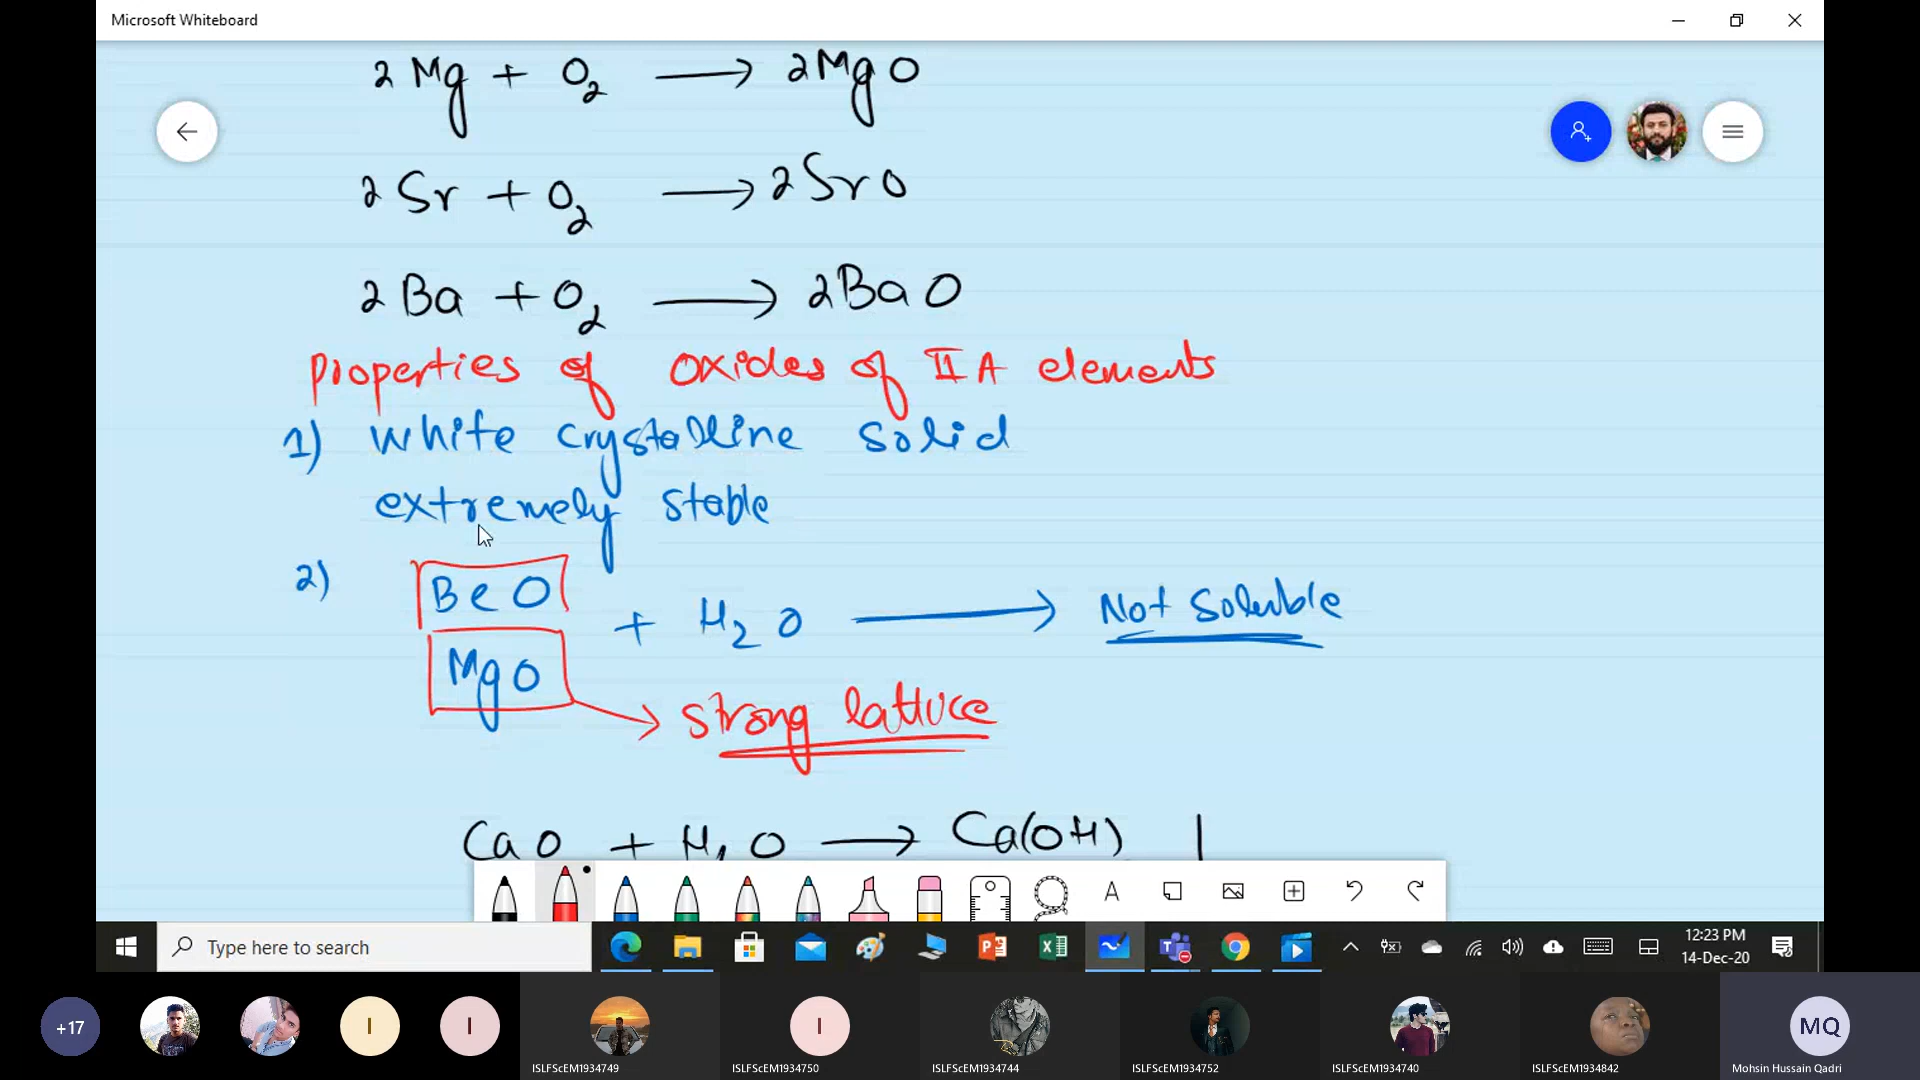 Microsoft Whiteboard
2 Mg + O2 → 2MgO
2 Sr + O2 → 2SrO
2 Ba + O2 → 2BaO
Properties of oxides of II A elements
1) white crystalline solid
extremely stable
2) BeO
+ H2O → Not Soluble
MgO
→ strong lattuce
CaO + H2O → Ca(OH)
A
Type here to search
12:23 PM
14-Dec-20
+17
I
I
I
MQ
ISLFScEM1934749
ISLFScEM1934750
ISLFScEM1934744
ISLFScEM1934752
ISLFScEM1934740
ISLFScEM1934842
Mohsin Hussain Qadri